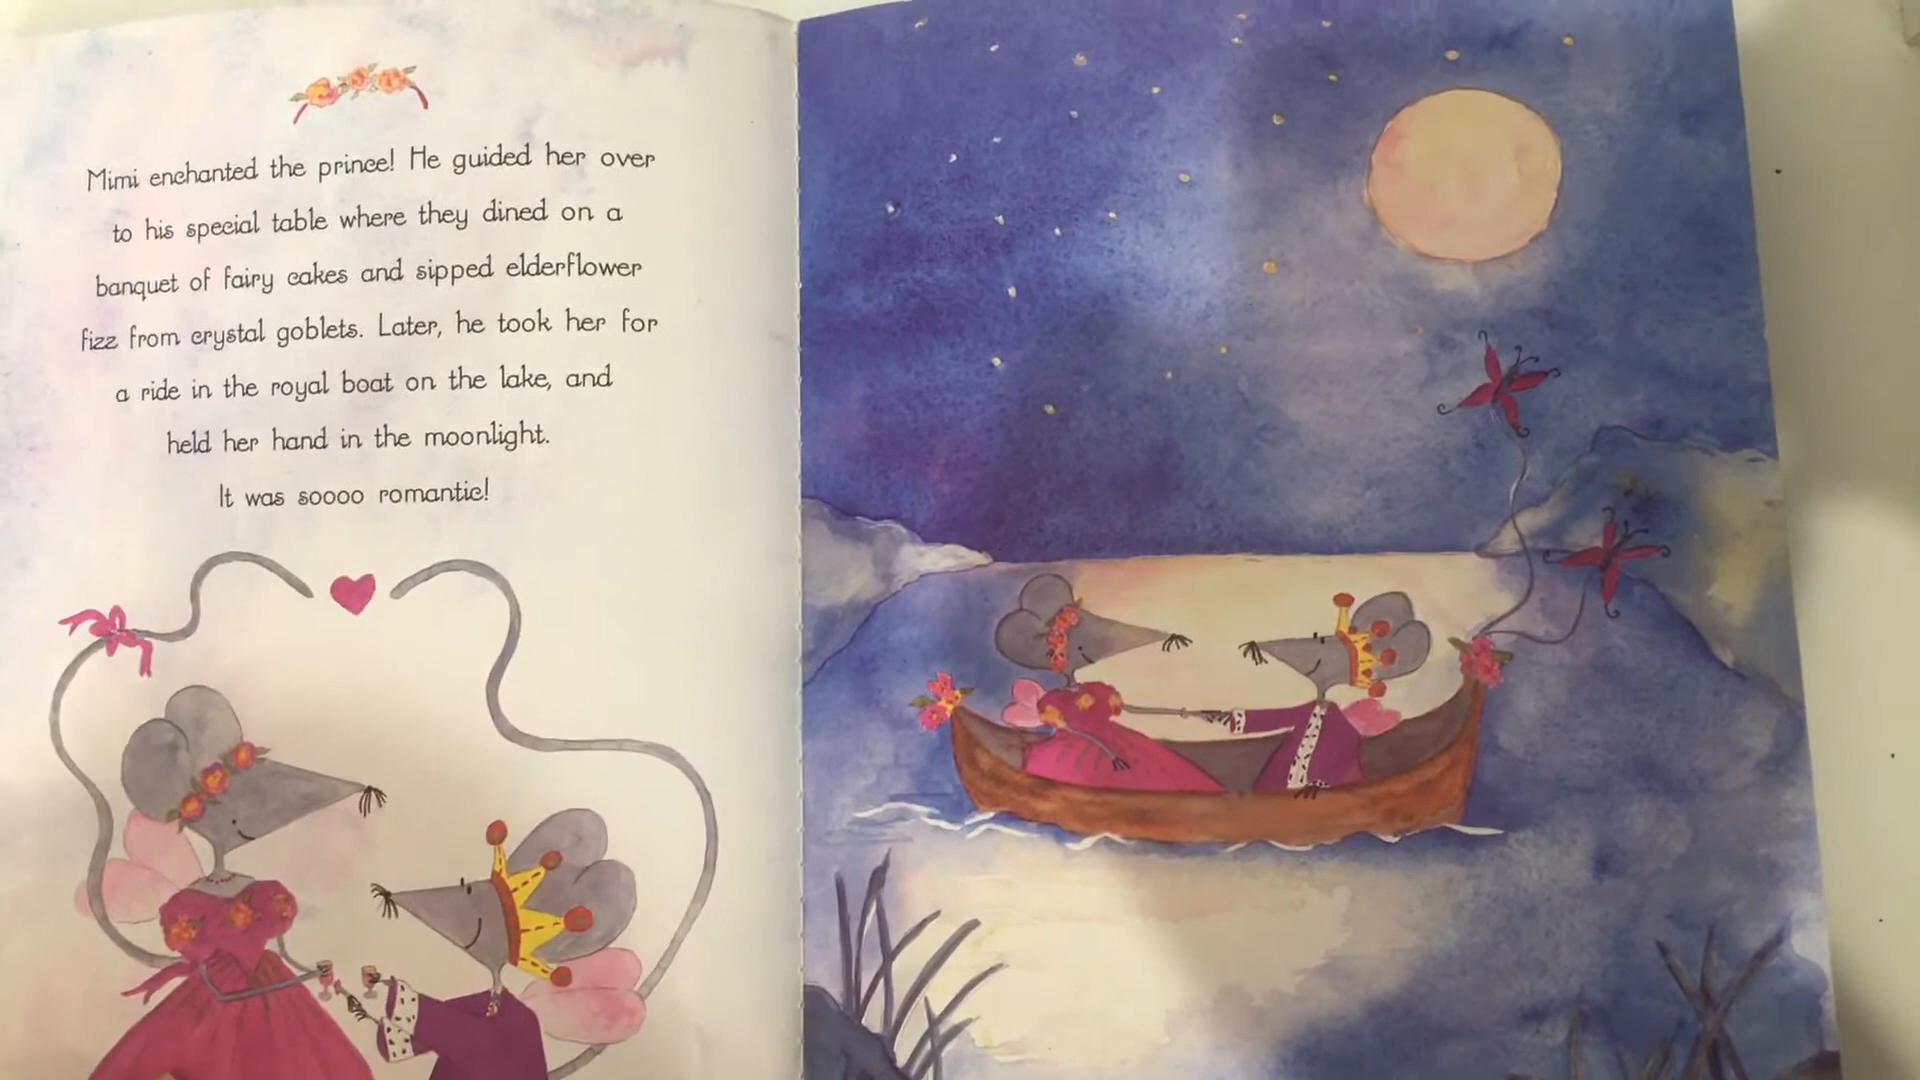 Mimi enchanted the prince! He guided her over
to his special table where they dined on a
banquet of fairy cakes and sipped elderflower
fizz from crystal goblets. Later, he took her for
a ride in the royal boat on the lake, and
held her hand in the moonlight.
It was soooo romantic!